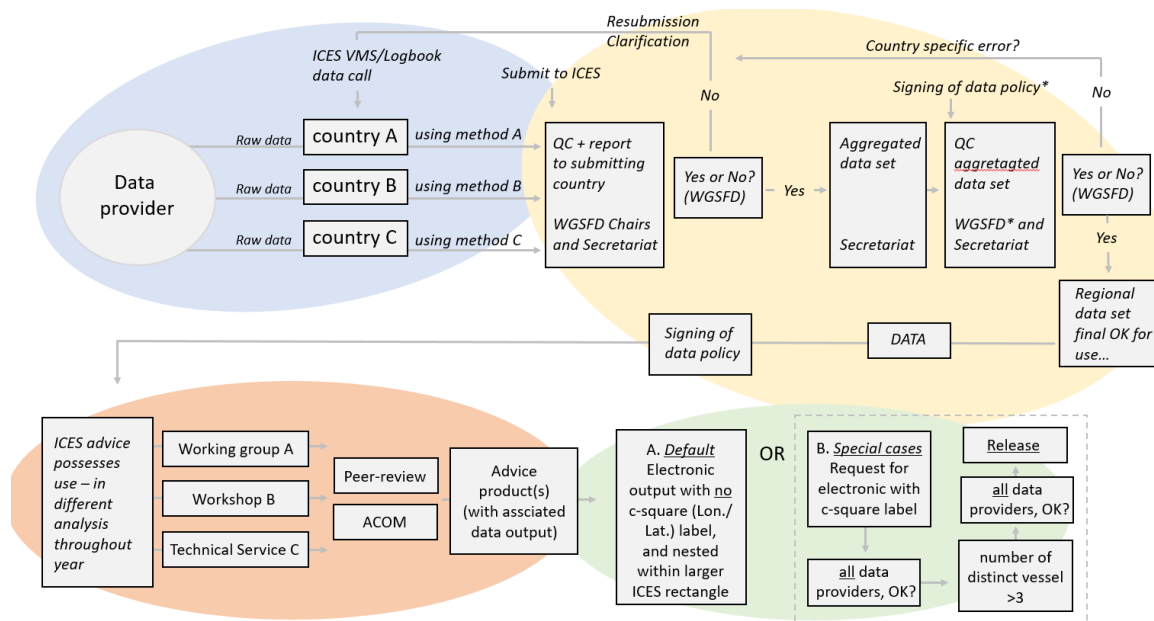 Resubmission
Clarification
ICES VMS/Logbook
data call
Submit to ICES
Country specific error?
Signing of data policy*
No
No
Data
provider
Raw data
country A
using method A
Raw data
country B
using method B
Raw data
country C
using method C
QC + report
to submitting
country
WGSFD Chairs
and Secretariat
Yes or No?
(WGSFD)
Yes
Aggregated
data set
Secretariat
QC
aggretagted
data set
WGSFD* and
Secretariat
Yes or No?
(WGSFD)
Yes
Regional
data set
final OK for
use...
DATA
Signing of
data policy
ICES advice
possesses
use – in
different
analysis
throughout
year
Working group A
Workshop B
Technical Service C
Peer-review
ACOM
Advice
product(s)
(with assciated
data output)
A. Default
Electronic
output with no
c-square (Lon./
Lat.) label,
and nested
within larger
ICES rectangle
OR
B. Special cases
Request for
electronic with
c-square label
all data
providers, OK?
number of
distinct vessel
>3
all data
providers, OK?
Release